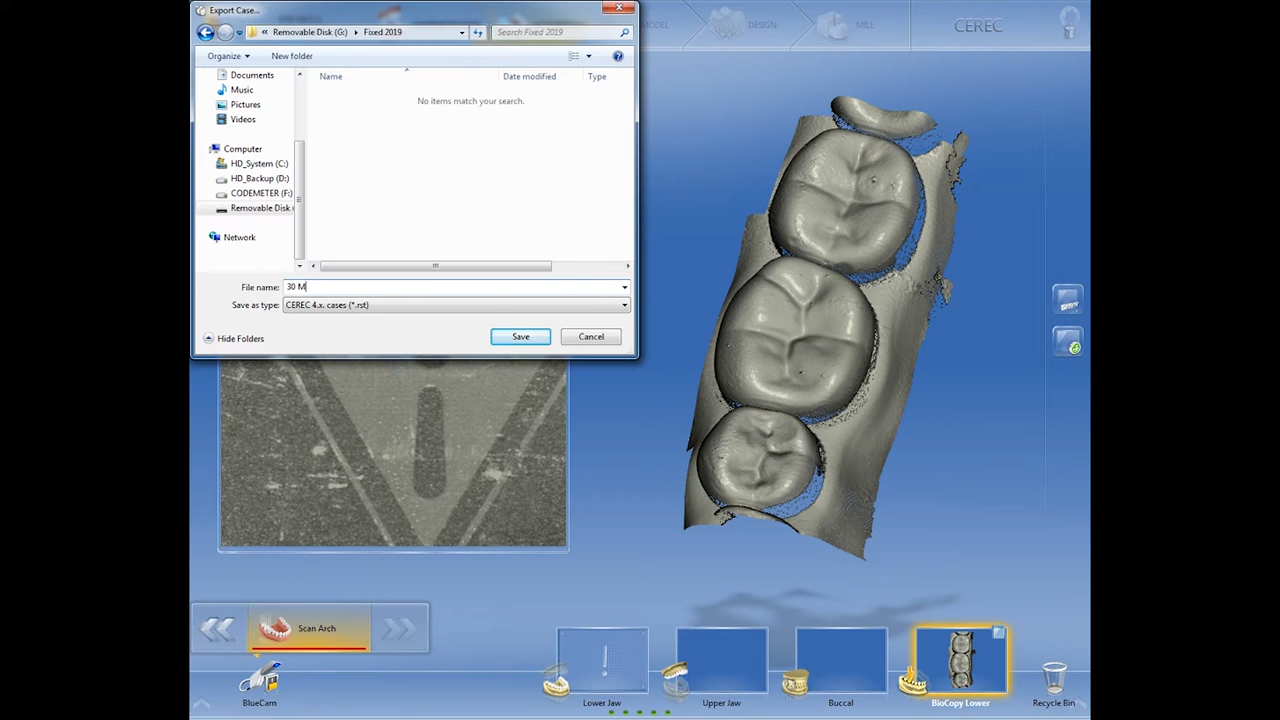 Export Case...
MODEL
DESIGN
MILL
CEREC
« Removable Disk (G:) ▸ Fixed 2019
Search Fixed 2019
Organize
New folder
Name
Date modified
Type
No items match your search.
Documents
Music
Pictures
Videos
Computer
HD_System (C:)
HD_Backup (D:)
CODEMETER (F:)
Removable Disk
Network
File name: 30 M
Save as type: CEREC 4.x. cases (*.rst)
Hide Folders
Save
Cancel
Scan Arch
BlueCam
Lower Jaw
Upper Jaw
Buccal
BioCopy Lower
Recycle Bin